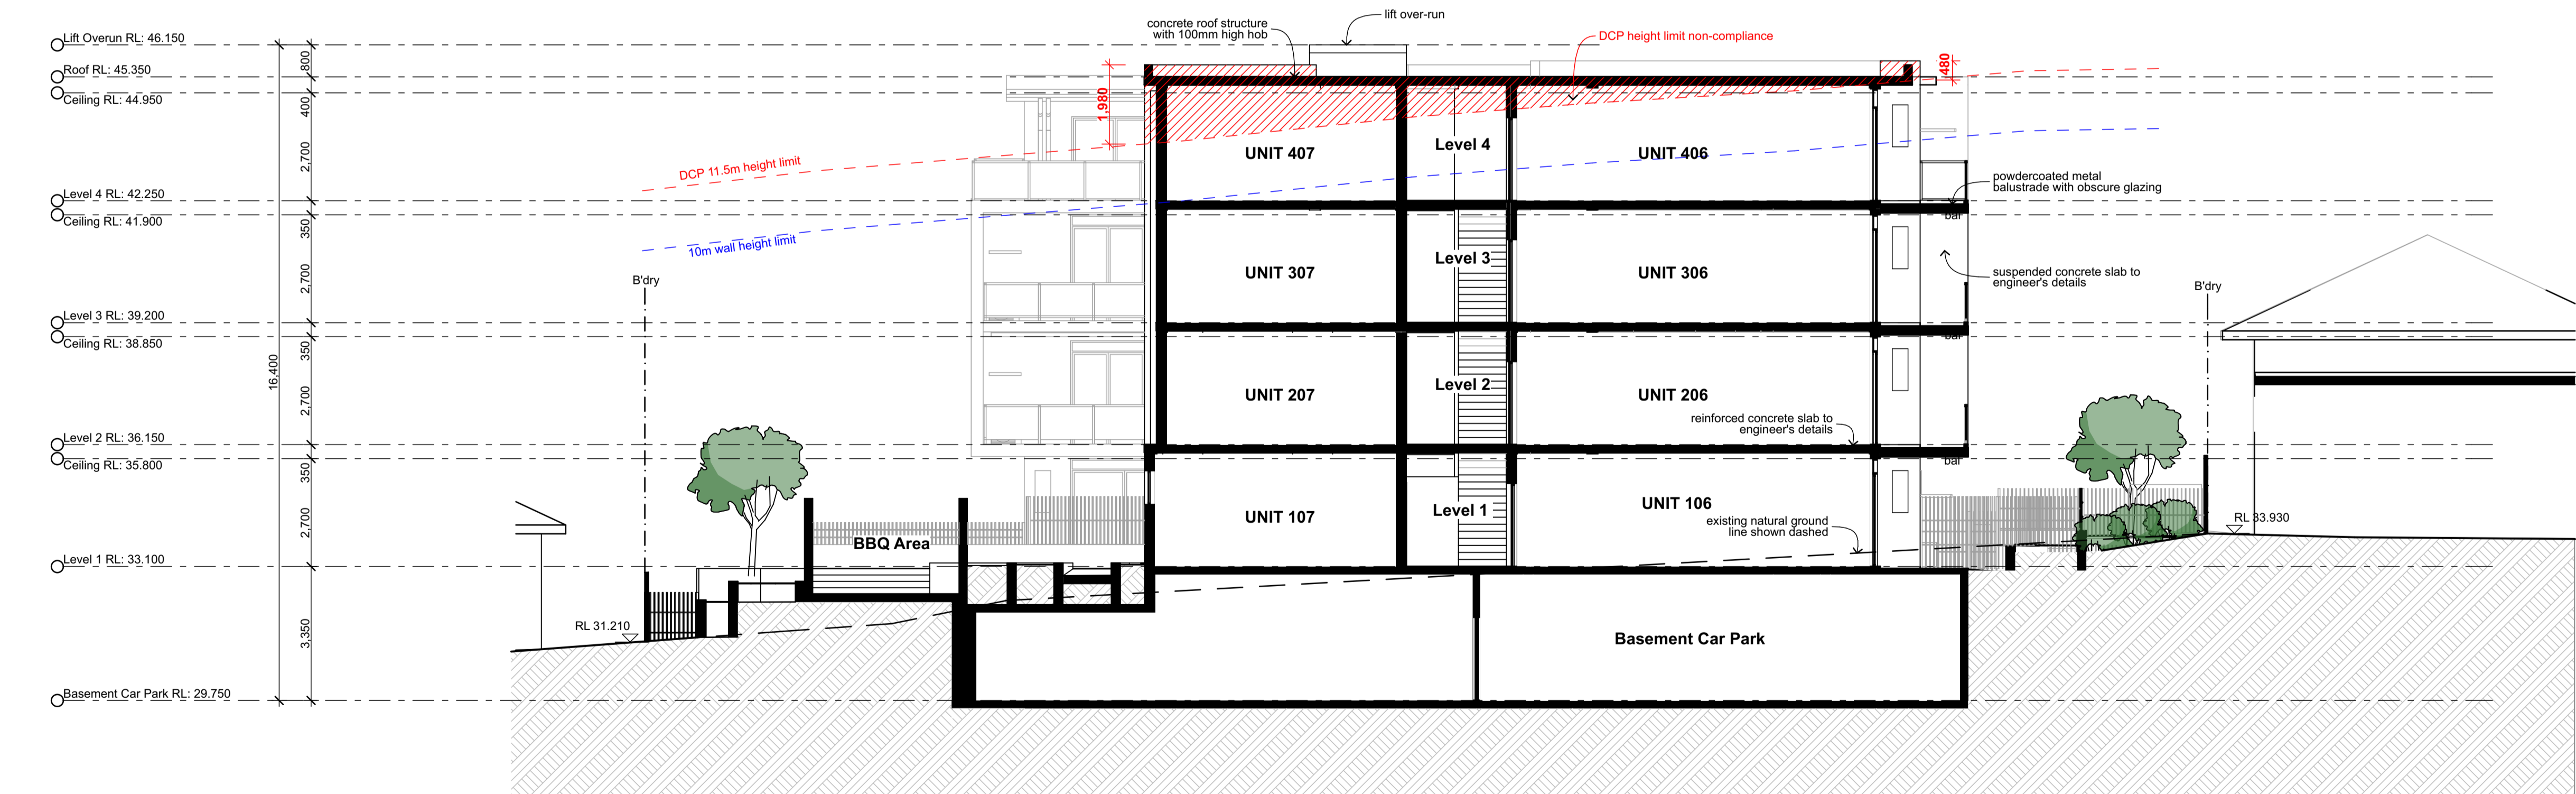 Lift Overun RL: 46.150
Roof RL: 45.350
Ceiling RL: 44.950
Level 4 RL: 42.250
Ceiling RL: 41.900
Level 3 RL: 39.200
Ceiling RL: 38.850
Level 2 RL: 36.150
Ceiling RL: 35.800
Level 1 RL: 33.100
Basement Car Park RL: 29.750
16,400
800
400
2,700
350
2,700
350
2,700
350
2,700
3,350
concrete roof structure
with 100mm high hob
lift over-run
DCP height limit non-compliance
480
1,980
DCP 11.5m height limit
10m wall height limit
UNIT 407
Level 4
UNIT 406
powdercoated metal
balustrade with obscure glazing
bal
UNIT 307
Level 3
UNIT 306
suspended concrete slab to
engineer's details
B'dry
B'dry
bal
UNIT 207
Level 2
UNIT 206
reinforced concrete slab to
engineer's details
bal
UNIT 107
Level 1
UNIT 106
existing natural ground
line shown dashed
BBQ Area
RL 33.930
RL 31.210
Basement Car Park